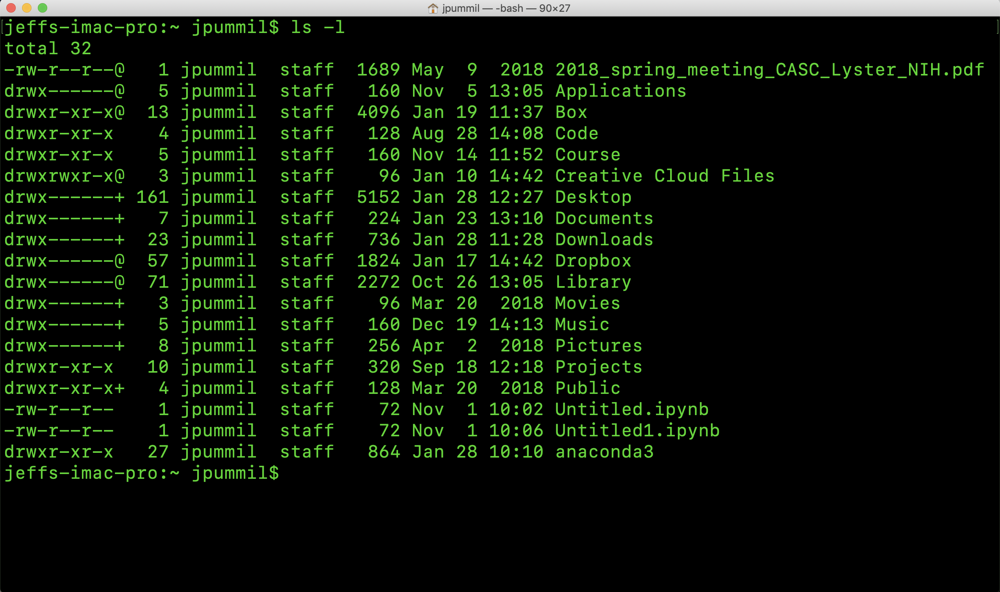 jpummil — -bash — 90×27
jeffs-imac-pro:~ jpummil$ ls -l
total 32
-rw-r--r--@   1 jpummil  staff  1689 May  9  2018 2018_spring_meeting_CASC_Lyster_NIH.pdf
drwx------@   5 jpummil  staff   160 Nov  5 13:05 Applications
drwxr-xr-x@  13 jpummil  staff  4096 Jan 19 11:37 Box
drwxr-xr-x    4 jpummil  staff   128 Aug 28 14:08 Code
drwxr-xr-x    5 jpummil  staff   160 Nov 14 11:52 Course
drwxrwxr-x@   3 jpummil  staff    96 Jan 10 14:42 Creative Cloud Files
drwx------+ 161 jpummil  staff  5152 Jan 28 12:27 Desktop
drwx------+   7 jpummil  staff   224 Jan 23 13:10 Documents
drwx------+  23 jpummil  staff   736 Jan 28 11:28 Downloads
drwx------@  57 jpummil  staff  1824 Jan 17 14:42 Dropbox
drwx------@  71 jpummil  staff  2272 Oct 26 13:05 Library
drwx------+   3 jpummil  staff    96 Mar 20  2018 Movies
drwx------+   5 jpummil  staff   160 Dec 19 14:13 Music
drwx------+   8 jpummil  staff   256 Apr  2  2018 Pictures
drwxr-xr-x   10 jpummil  staff   320 Sep 18 12:18 Projects
drwxr-xr-x+   4 jpummil  staff   128 Mar 20  2018 Public
-rw-r--r--    1 jpummil  staff    72 Nov  1 10:02 Untitled.ipynb
-rw-r--r--    1 jpummil  staff    72 Nov  1 10:06 Untitled1.ipynb
drwxr-xr-x   27 jpummil  staff   864 Jan 28 10:10 anaconda3
jeffs-imac-pro:~ jpummil$